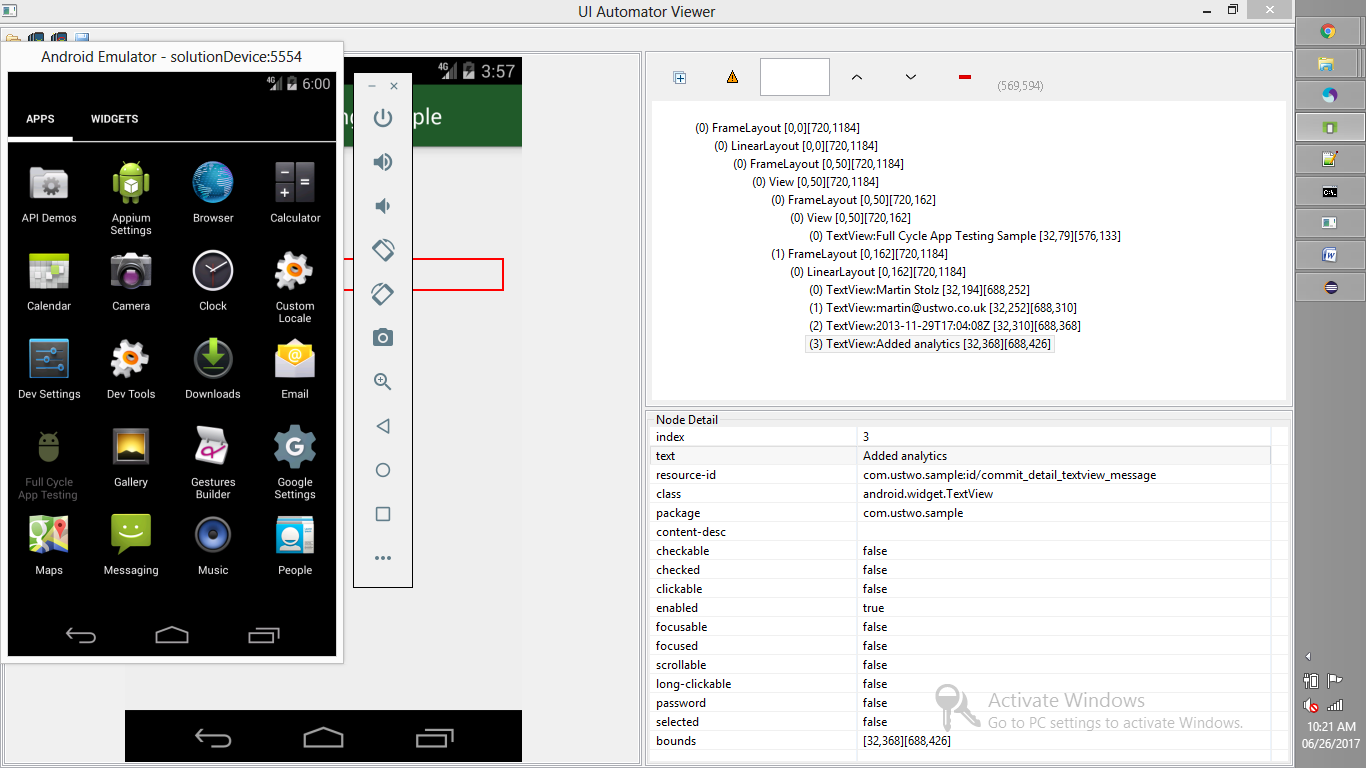 UI Automator Viewer
Android Emulator - solutionDevice:5554
4G 6:00
APPS WIDGETS
API Demos
Appium Settings
Browser
Calculator
Calendar
Camera
Clock
Custom Locale
Dev Settings
Dev Tools
Downloads
Email
Full Cycle App Testing
Gallery
Gestures Builder
Google Settings
Maps
Messaging
Music
People
4G 3:57
ple
(569,594)
(0) FrameLayout [0,0][720,1184]
(0) LinearLayout [0,0][720,1184]
(0) FrameLayout [0,50][720,1184]
(0) View [0,50][720,1184]
(0) FrameLayout [0,50][720,162]
(0) View [0,50][720,162]
(0) TextView:Full Cycle App Testing Sample [32,79][576,133]
(1) FrameLayout [0,162][720,1184]
(0) LinearLayout [0,162][720,1184]
(0) TextView:Martin Stolz [32,194][688,252]
(1) TextView:martin@ustwo.co.uk [32,252][688,310]
(2) TextView:2013-11-29T17:04:08Z [32,310][688,368]
(3) TextView:Added analytics [32,368][688,426]
Node Detail
index 3
text Added analytics
resource-id com.ustwo.sample:id/commit_detail_textview_message
class android.widget.TextView
package com.ustwo.sample
content-desc
checkable false
checked false
clickable false
enabled true
focusable false
focused false
scrollable false
long-clickable false
password false
selected false
bounds [32,368][688,426]
Activate Windows
Go to PC settings to activate Windows.
10:21 AM
06/26/2017